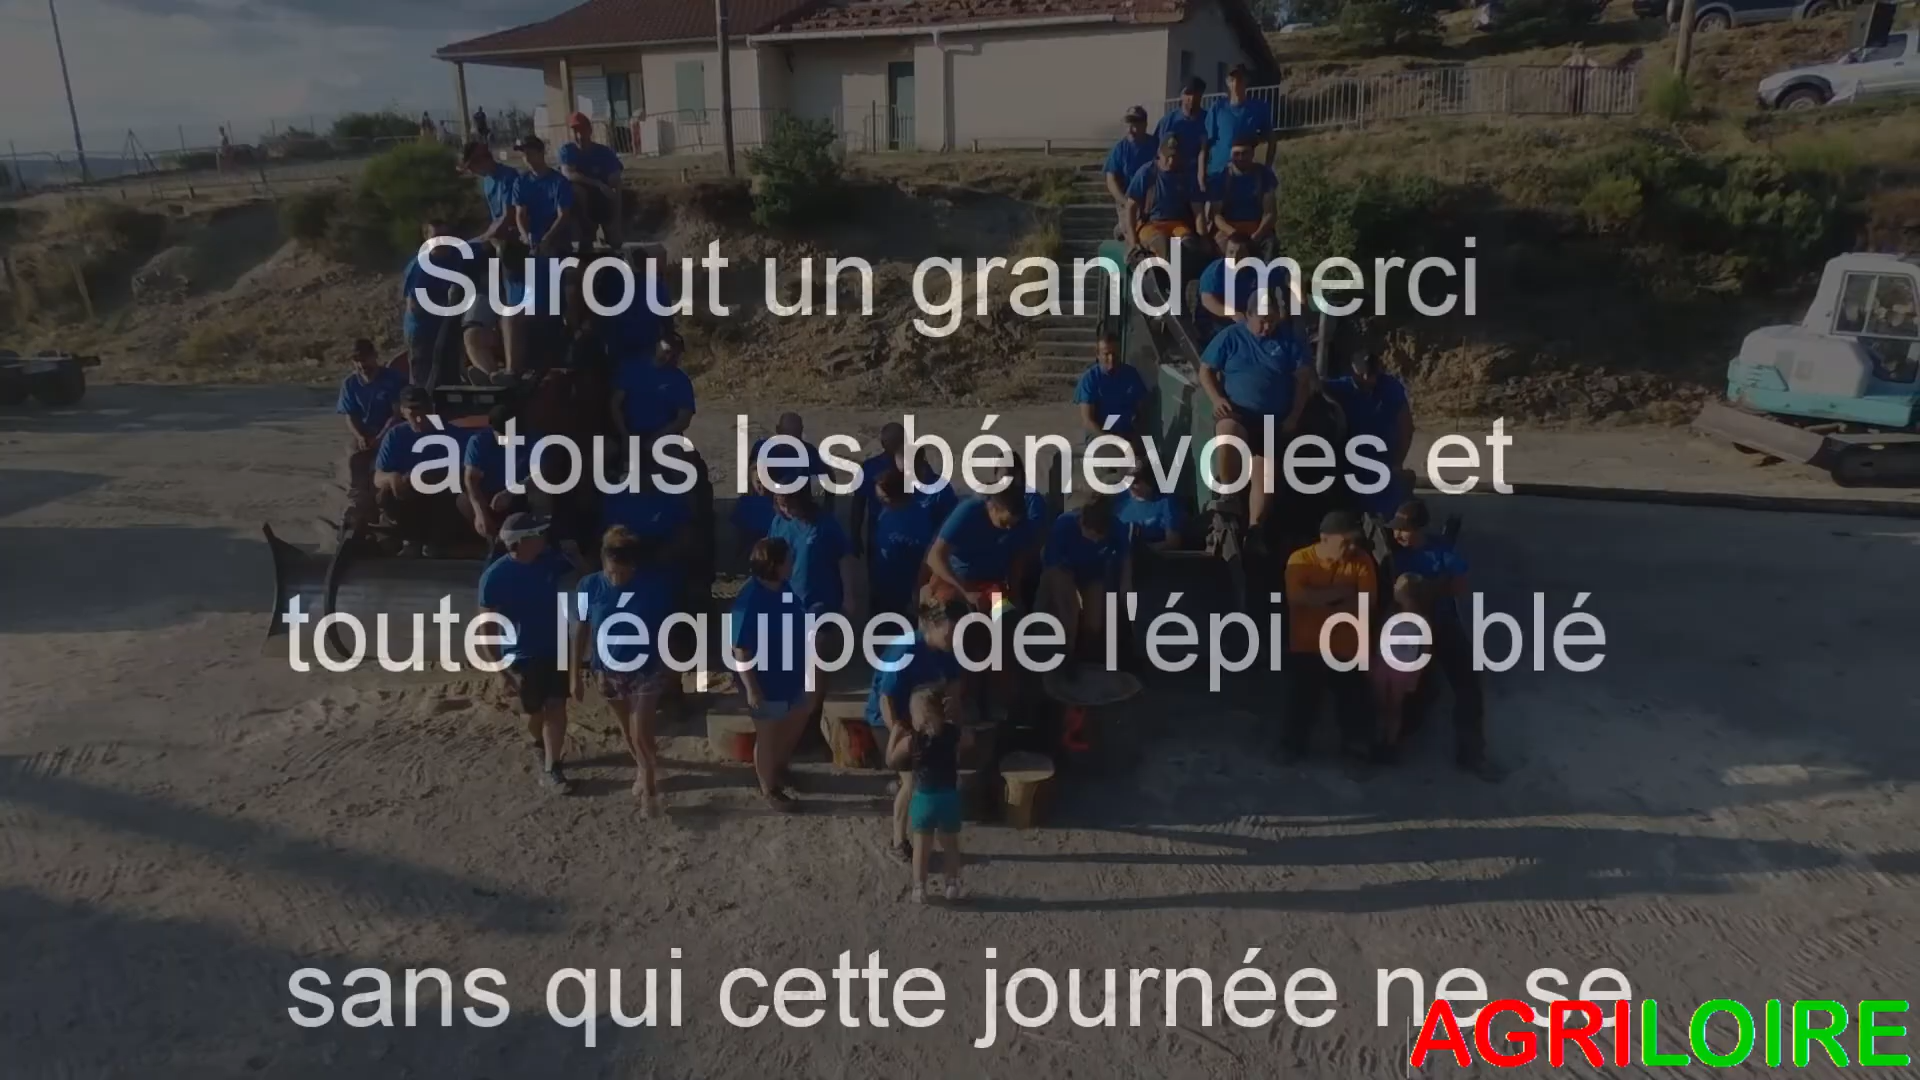 Surout un grand merci
à tous les bénévoles et
toute l'équipe de l'épi de blé
sans qui cette journée ne se
AGRILOIRE